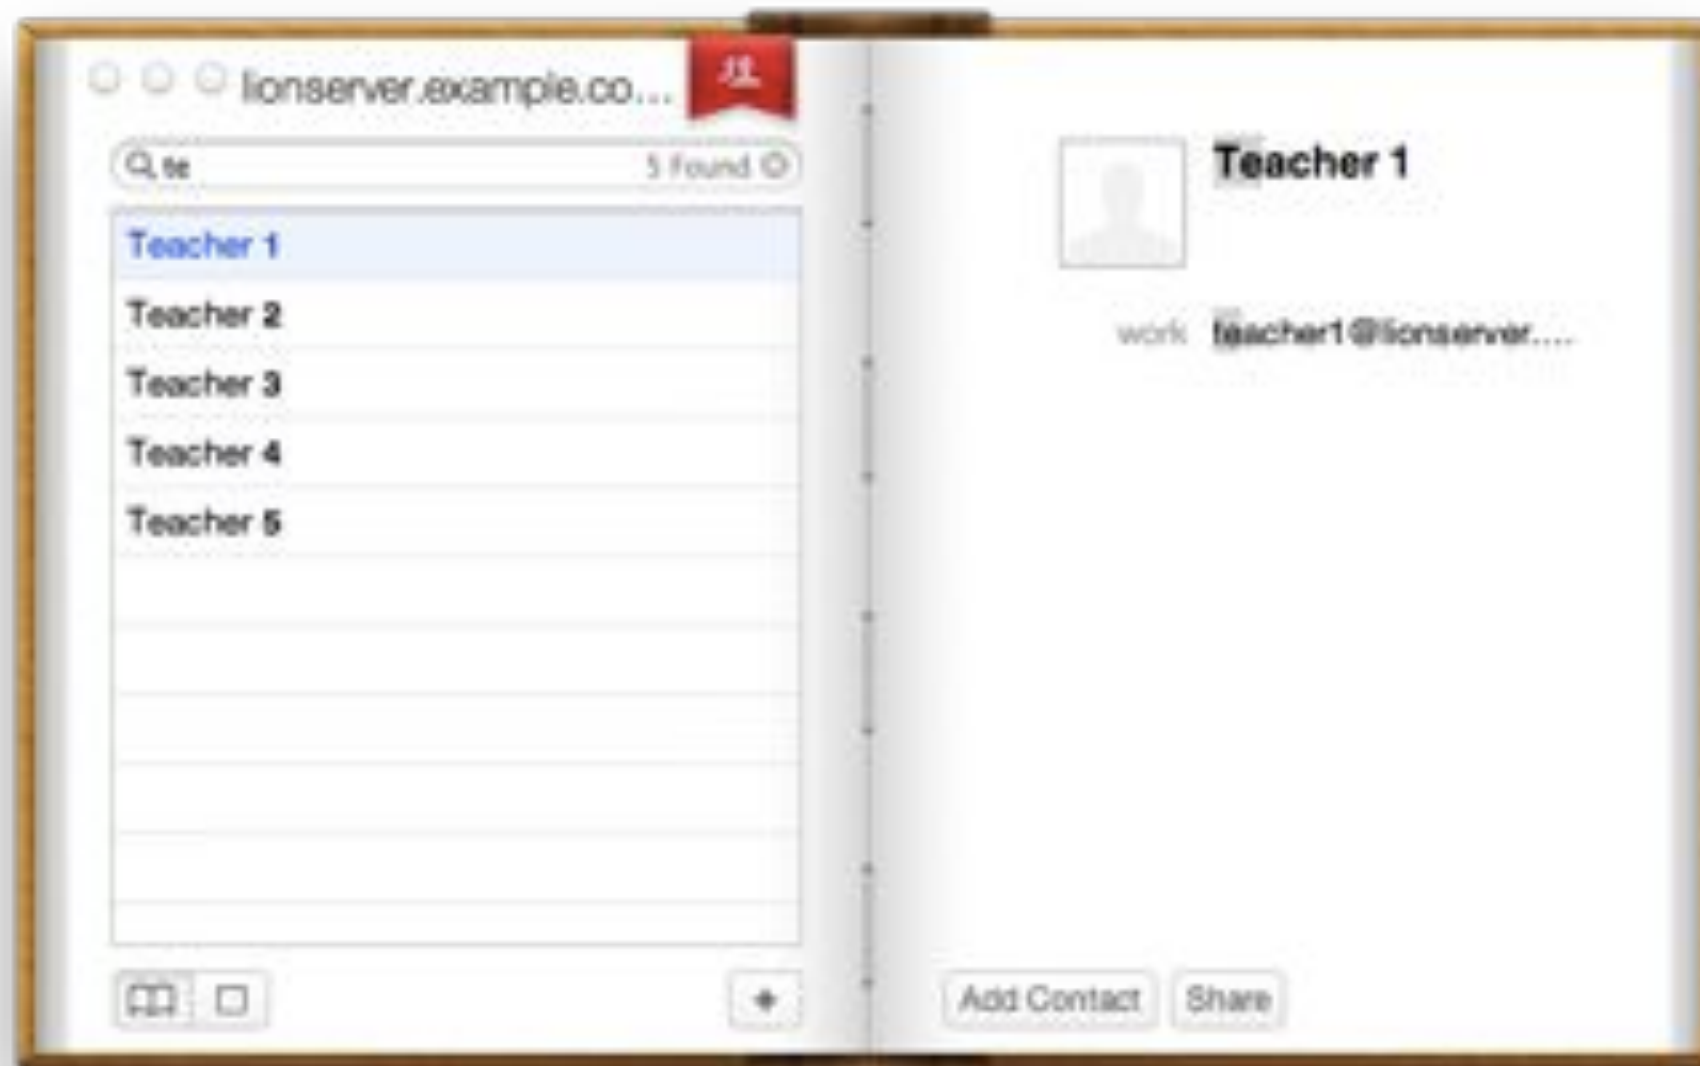 lionserver.example.co...
te
5 Found
Teacher 1
Teacher 2
Teacher 3
Teacher 4
Teacher 5
Teacher 1
work teacher1@lionserver....
+
Add Contact
Share